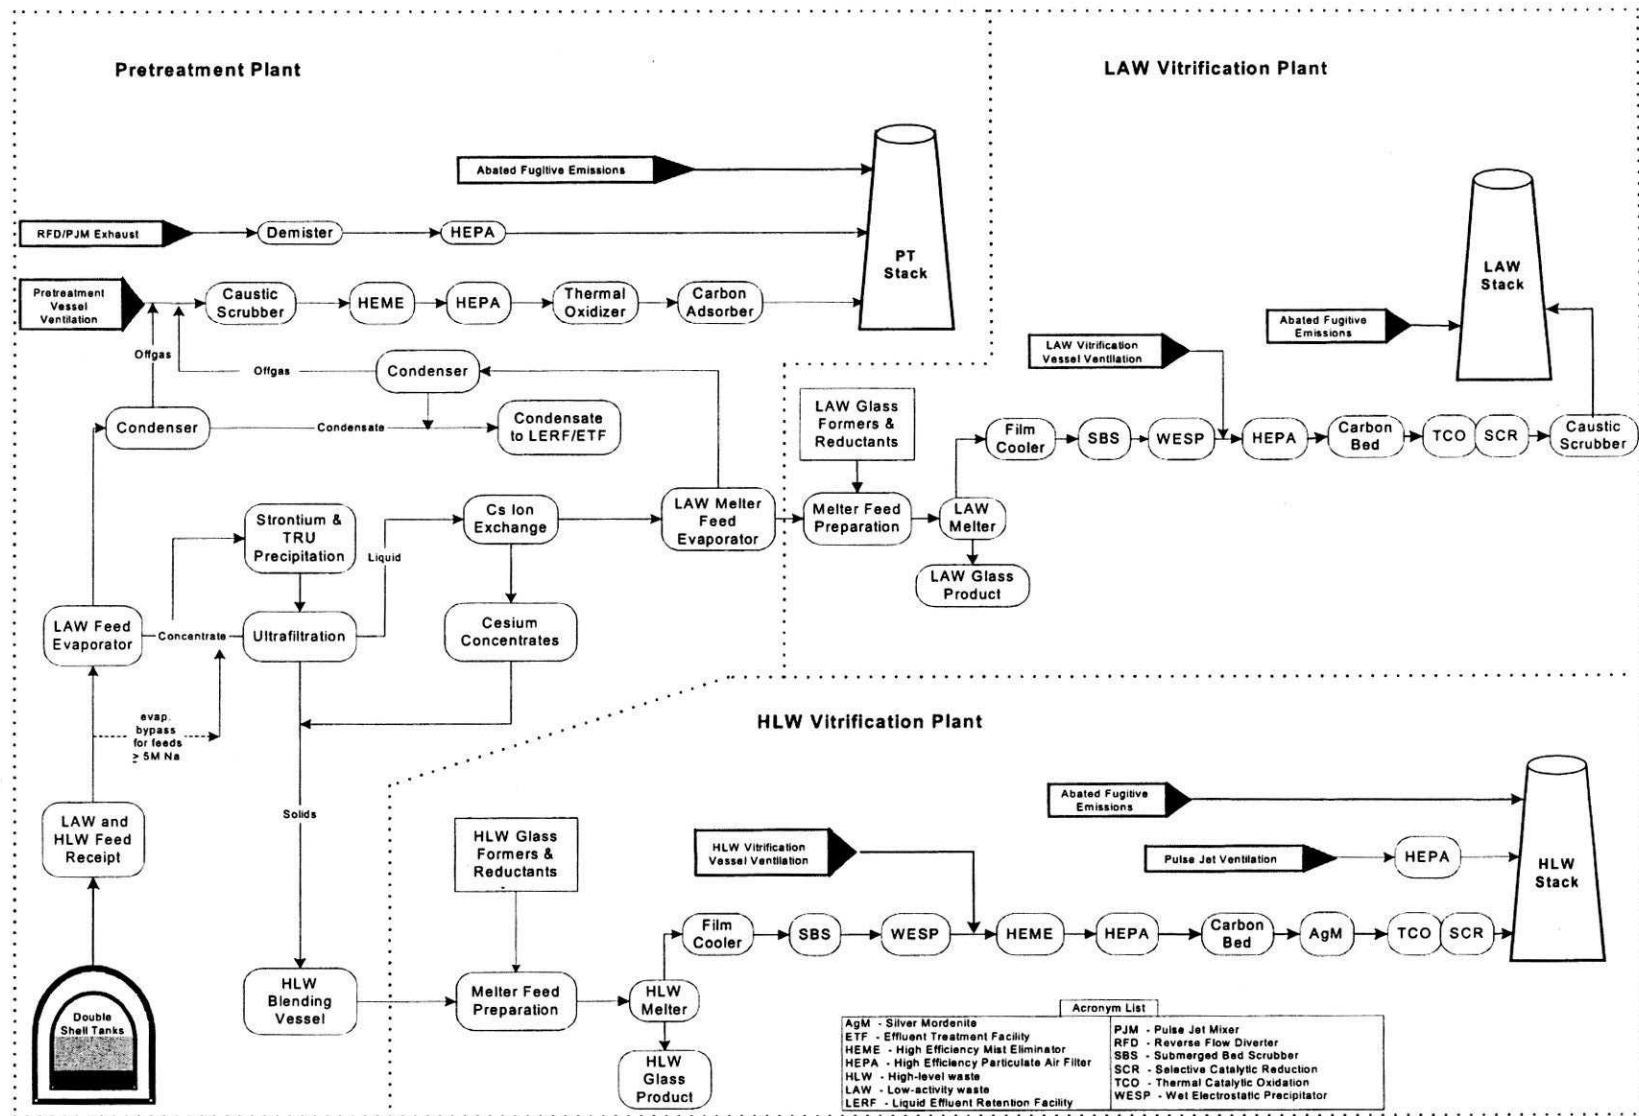 Pretreatment Plant
LAW Vitrification Plant
Abated Fugitive Emissions
RFD/PJM Exhaust
Demister
HEPA
PT
Stack
Pretreatment
Vessel
Ventilation
Caustic
Scrubber
HEME
HEPA
Thermal
Oxidizer
Carbon
Adsorber
Offgas
Offgas
Condenser
Condenser
Condensate
Condensate
to LERF/ETF
LAW
Stack
Abated Fugitive
Emissions
LAW Vitrification
Vessel Ventilation
LAW Glass
Formers &
Reductants
Film
Cooler
SBS
WESP
HEPA
Carbon
Bed
TCO
SCR
Caustic
Scrubber
Strontium &
TRU
Precipitation
Liquid
Cs Ion
Exchange
LAW Melter
Feed
Evaporator
Melter Feed
Preparation
LAW
Melter
LAW Glass
Product
LAW Feed
Evaporator
Concentrate
Ultrafiltration
Cesium
Concentrates
evap.
bypass
for feeds
≥ 5M Na
HLW Vitrification Plant
LAW and
HLW Feed
Receipt
Solids
HLW Glass
Formers &
Reductants
HLW Vitrification
Vessel Ventilation
Abated Fugitive
Emissions
Pulse Jet Ventilation
HEPA
HLW
Stack
Film
Cooler
SBS
WESP
HEME
HEPA
Carbon
Bed
AgM
TCO
SCR
Double
Shell Tanks
HLW
Blending
Vessel
Melter Feed
Preparation
HLW
Melter
HLW
Glass
Product
Acronym List
AgM - Silver Mordenite
ETF - Effluent Treatment Facility
HEME - High Efficiency Mist Eliminator
HEPA - High Efficiency Particulate Air Filter
HLW - High-level waste
LAW - Low-activity waste
LERF - Liquid Effluent Retention Facility
PJM - Pulse Jet Mixer
RFD - Reverse Flow Diverter
SBS - Submerged Bed Scrubber
SCR - Selective Catalytic Reduction
TCO - Thermal Catalytic Oxidation
WESP - Wet Electrostatic Precipitator